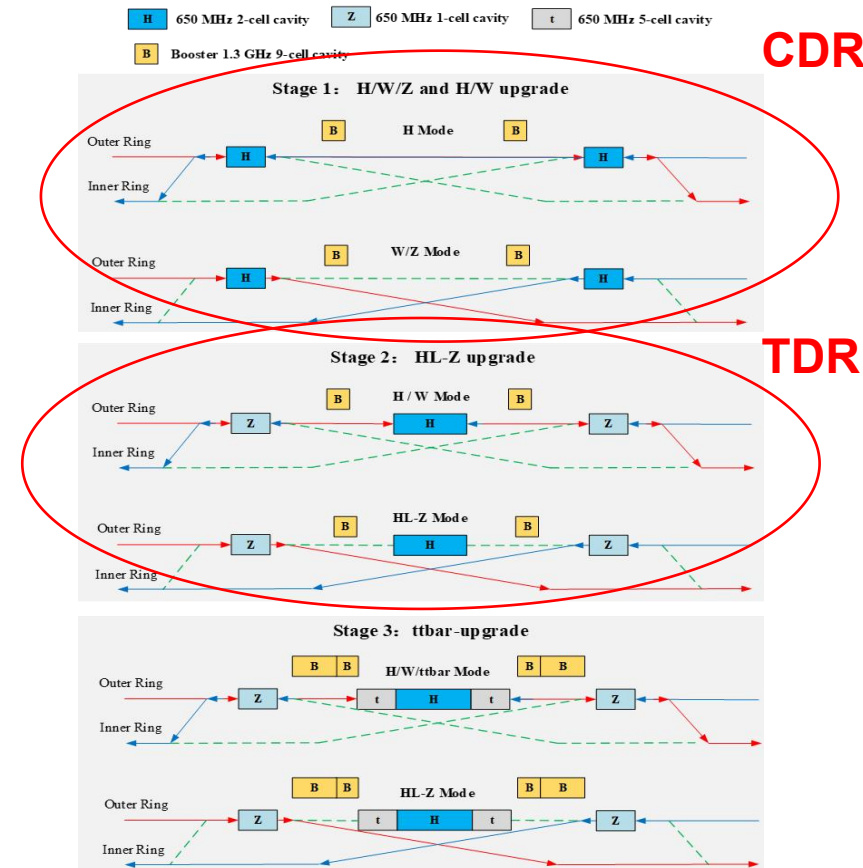 H 650 MHz 2-cell cavity Z 650 MHz 1-cell cavity t 650 MHz 5-cell cavity
B Booster 1.3 GHz 9-cell cavity
CDR
Stage 1: H/W/Z and H/W upgrade
B H Mode B
Outer Ring
H H
Inner Ring
B W/Z Mode B
Outer Ring
H H
Inner Ring
TDR
Stage 2: HL-Z upgrade
B H / W Mode B
Outer Ring
Z H Z
Inner Ring
B HL-Z Mode B
Outer Ring
Z H Z
Inner Ring
Stage 3: ttbar-upgrade
B B H/W/ttbar Mode B B
Outer Ring
Z t H t Z
Inner Ring
B B HL-Z Mode B B
Outer Ring
Z t H t Z
Inner Ring